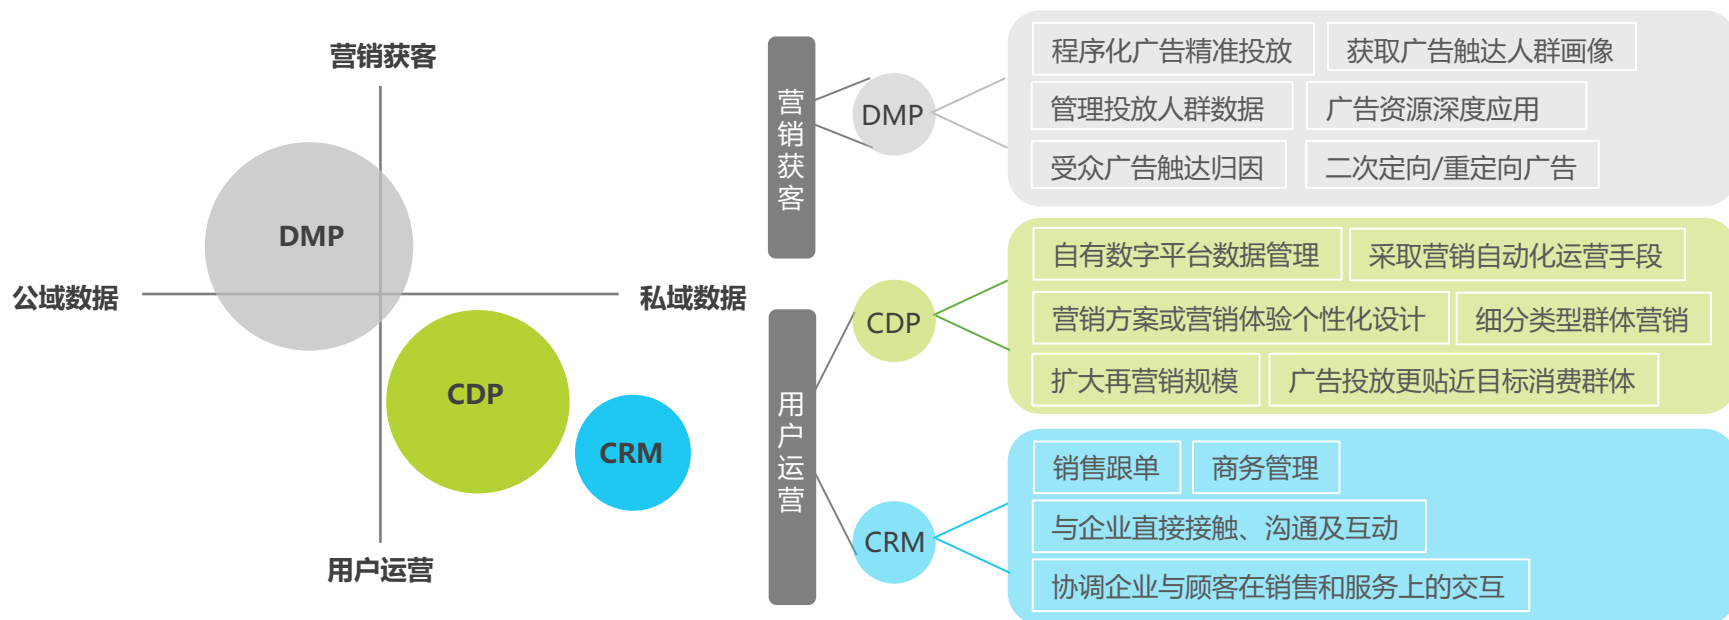 营销获客
DMP
公域数据
私域数据
CDP
CRM
用户运营
营销获客
DMP
程序化广告精准投放
获取广告触达人群画像
管理投放人群数据
广告资源深度应用
受众广告触达归因
二次定向/重定向广告
用户运营
CDP
自有数字平台数据管理
采取营销自动化运营手段
营销方案或营销体验个性化设计
细分类型群体营销
扩大再营销规模
广告投放更贴近目标消费群体
CRM
销售跟单
商务管理
与企业直接接触、沟通及互动
协调企业与顾客在销售和服务上的交互